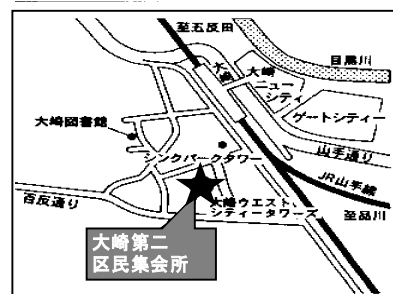 至五反田
目黒川
大崎
大崎
ニュー
シティ
ゲートシティー
大崎図書館
山手通り
シンクパークタワー
JR山手線
百反通り
大崎ウエスト
シティータワーズ
至品川
大崎第二
区民集会所